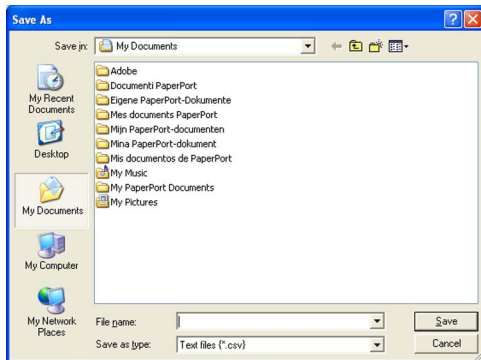 Save As
Save in:
My Documents
My Recent
Documents
Desktop
My Documents
My Computer
My Network
Places
Adobe
Documenti PaperPort
Eigene PaperPort-Dokumente
Mes documents PaperPort
Mijn PaperPort-documenten
Mina PaperPort-dokument
Mis documentos de PaperPort
My Music
My PaperPort Documents
My Pictures
File name:
Save
Save as type:
Text files {*.csv}
Cancel